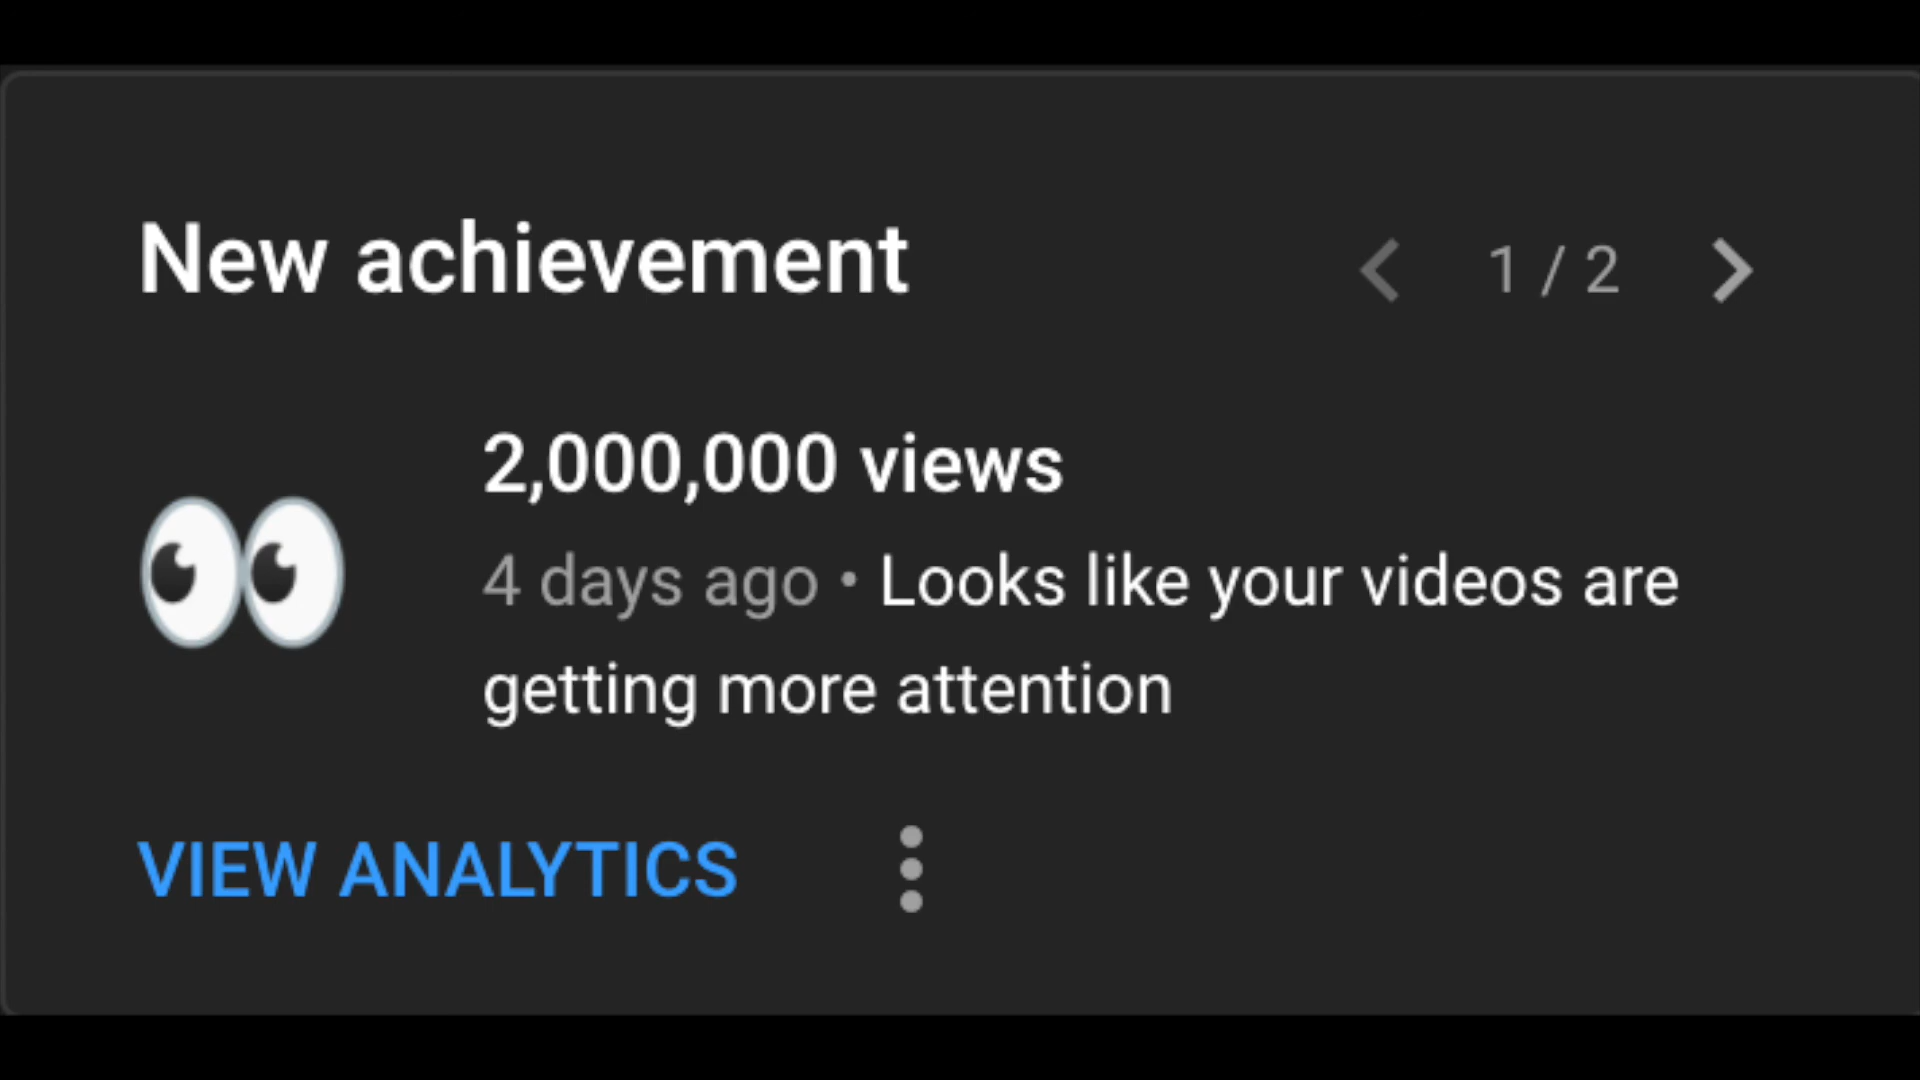 New achievement
1 / 2
2,000,000 views
4 days ago • Looks like your videos are
getting more attention
VIEW ANALYTICS